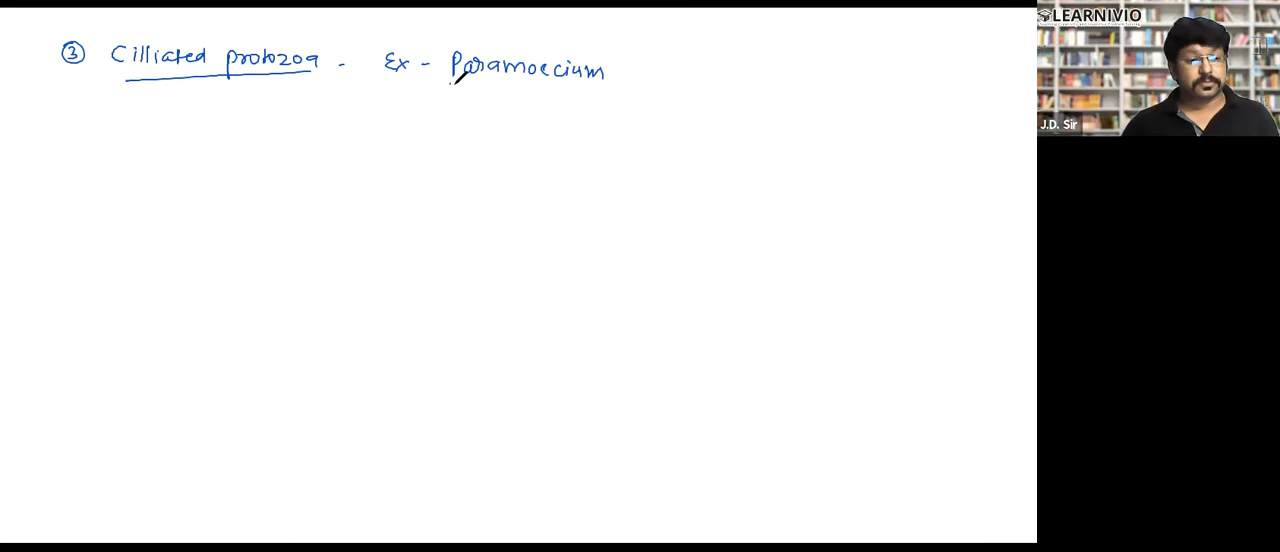 ③ Cilliated protozoa - Ex - Paramoecium
LEARNIVIO
J.D. Sir